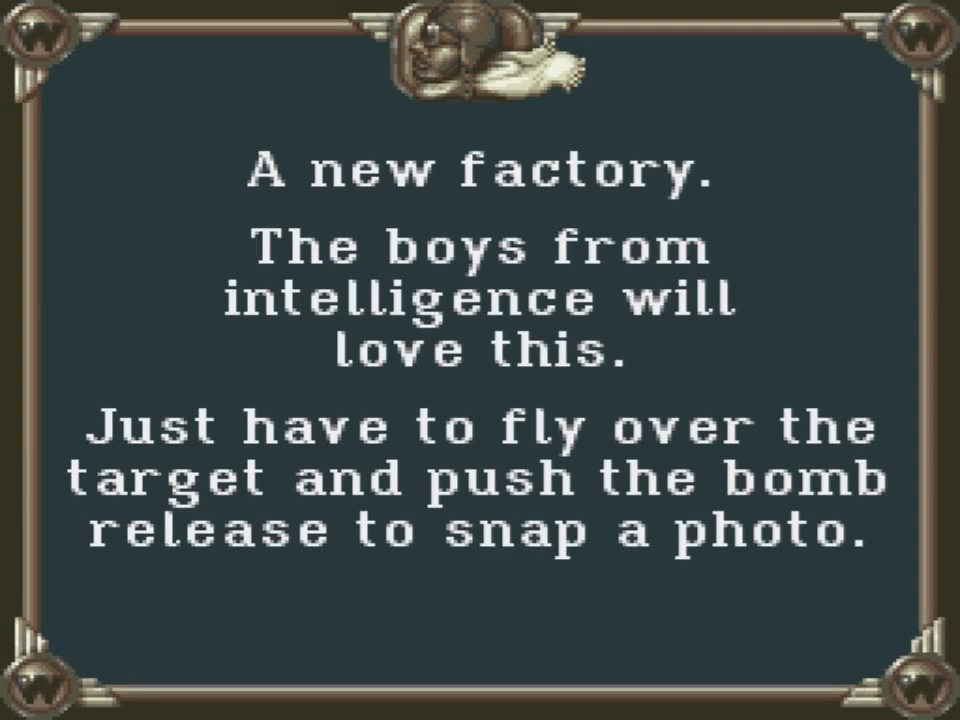 A new factory.
The boys from
intelligence will
love this.
Just have to fly over the
target and push the bomb
release to snap a photo.
W
W
W
W